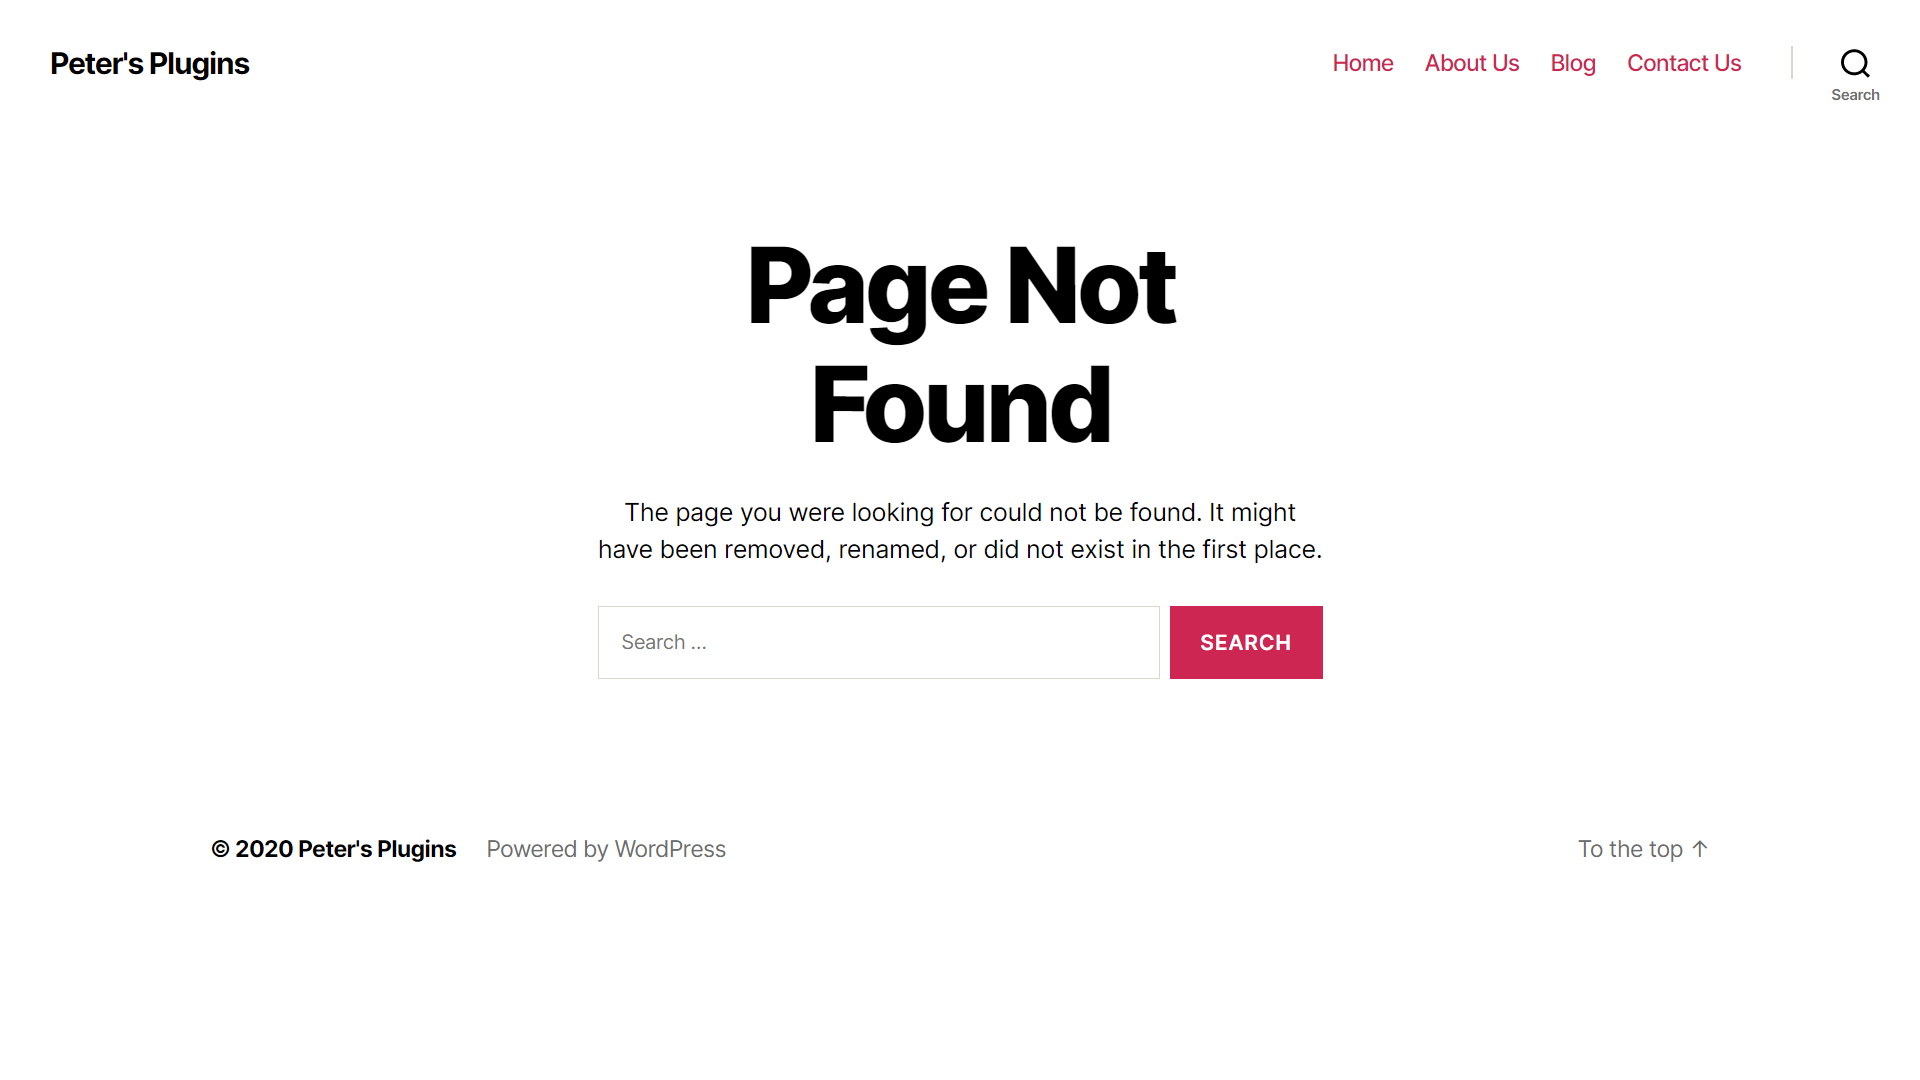 Peter's Plugins
Home About Us Blog Contact Us
Search
Page Not
Found
The page you were looking for could not be found. It might
have been removed, renamed, or did not exist in the first place.
Search …
SEARCH
© 2020 Peter's Plugins Powered by WordPress
To the top ↑